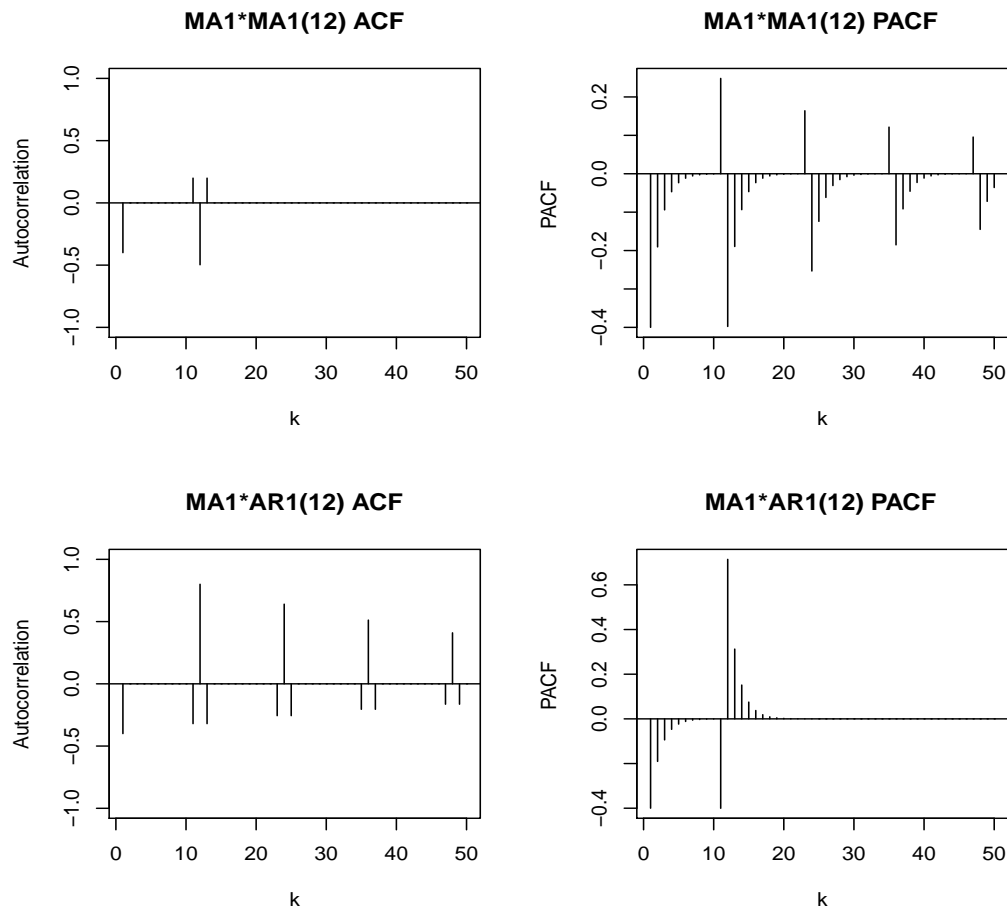 MA1*MA1(12) ACF
1.0
0.5
0.0
−0.5
−1.0
Autocorrelation
0 10 20 30 40 50
k
MA1*MA1(12) PACF
0.2
0.0
−0.2
−0.4
PACF
0 10 20 30 40 50
k
MA1*AR1(12) ACF
1.0
0.5
0.0
−0.5
−1.0
Autocorrelation
0 10 20 30 40 50
k
MA1*AR1(12) PACF
0.6
0.4
0.2
0.0
−0.4
PACF
0 10 20 30 40 50
k